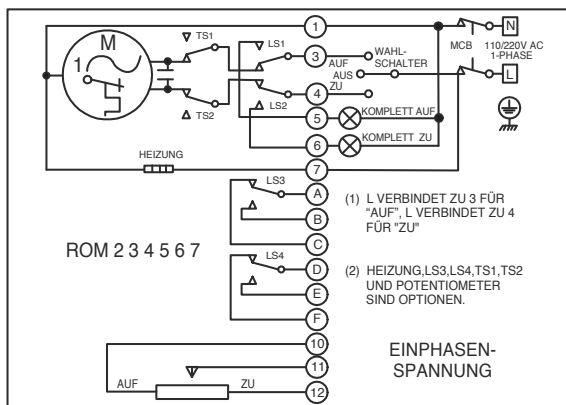 M
1
TS1
TS2
LS1
LS2
1
3
AUF
4
ZU
AUS
WAHL-
SCHALTER
5
KOMPLETT AUF
6
KOMPLETT ZU
7
MCB
110/220V AC
1-PHASE
N
L
HEIZUNG
LS3
A
B
C
LS4
D
E
F
ROM 2 3 4 5 6 7
(1) L VERBINDET ZU 3 FÜR
“AUF”, L VERBINDET ZU 4
FÜR "ZU"
(2) HEIZUNG,LS3,LS4,TS1,TS2
UND POTENTIOMETER
SIND OPTIONEN.
10
11
12
AUF
ZU
EINPHASEN-
SPANNUNG